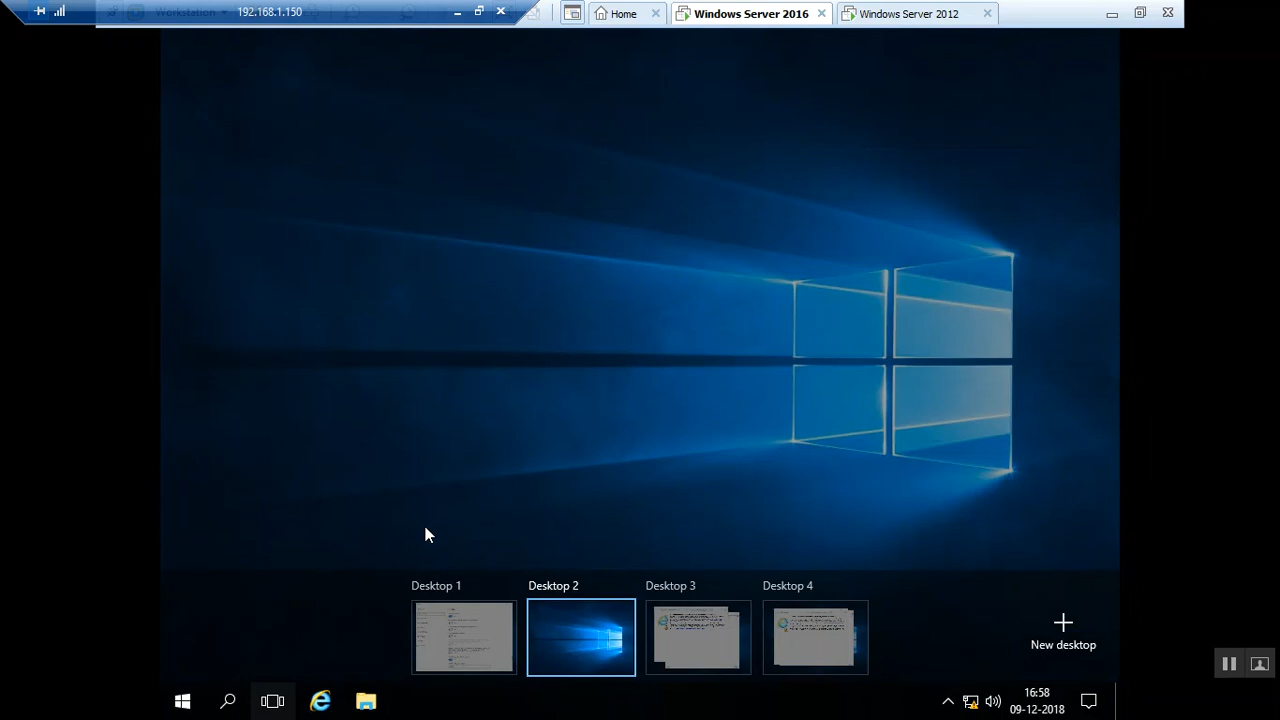 Workstation
192.168.1.150
Home
Windows Server 2016
Windows Server 2012
Desktop 1
Desktop 2
Desktop 3
Desktop 4
New desktop
16:58
09-12-2018